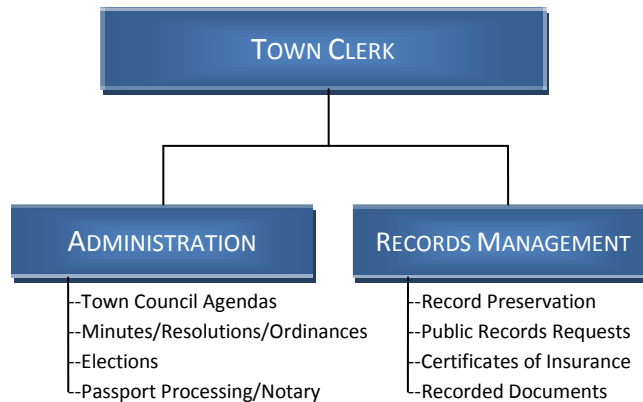 TOWN CLERK
ADMINISTRATION
--Town Council Agendas
--Minutes/Resolutions/Ordinances
--Elections
--Passport Processing/Notary
RECORDS MANAGEMENT
--Record Preservation
--Public Records Requests
--Certificates of Insurance
--Recorded Documents